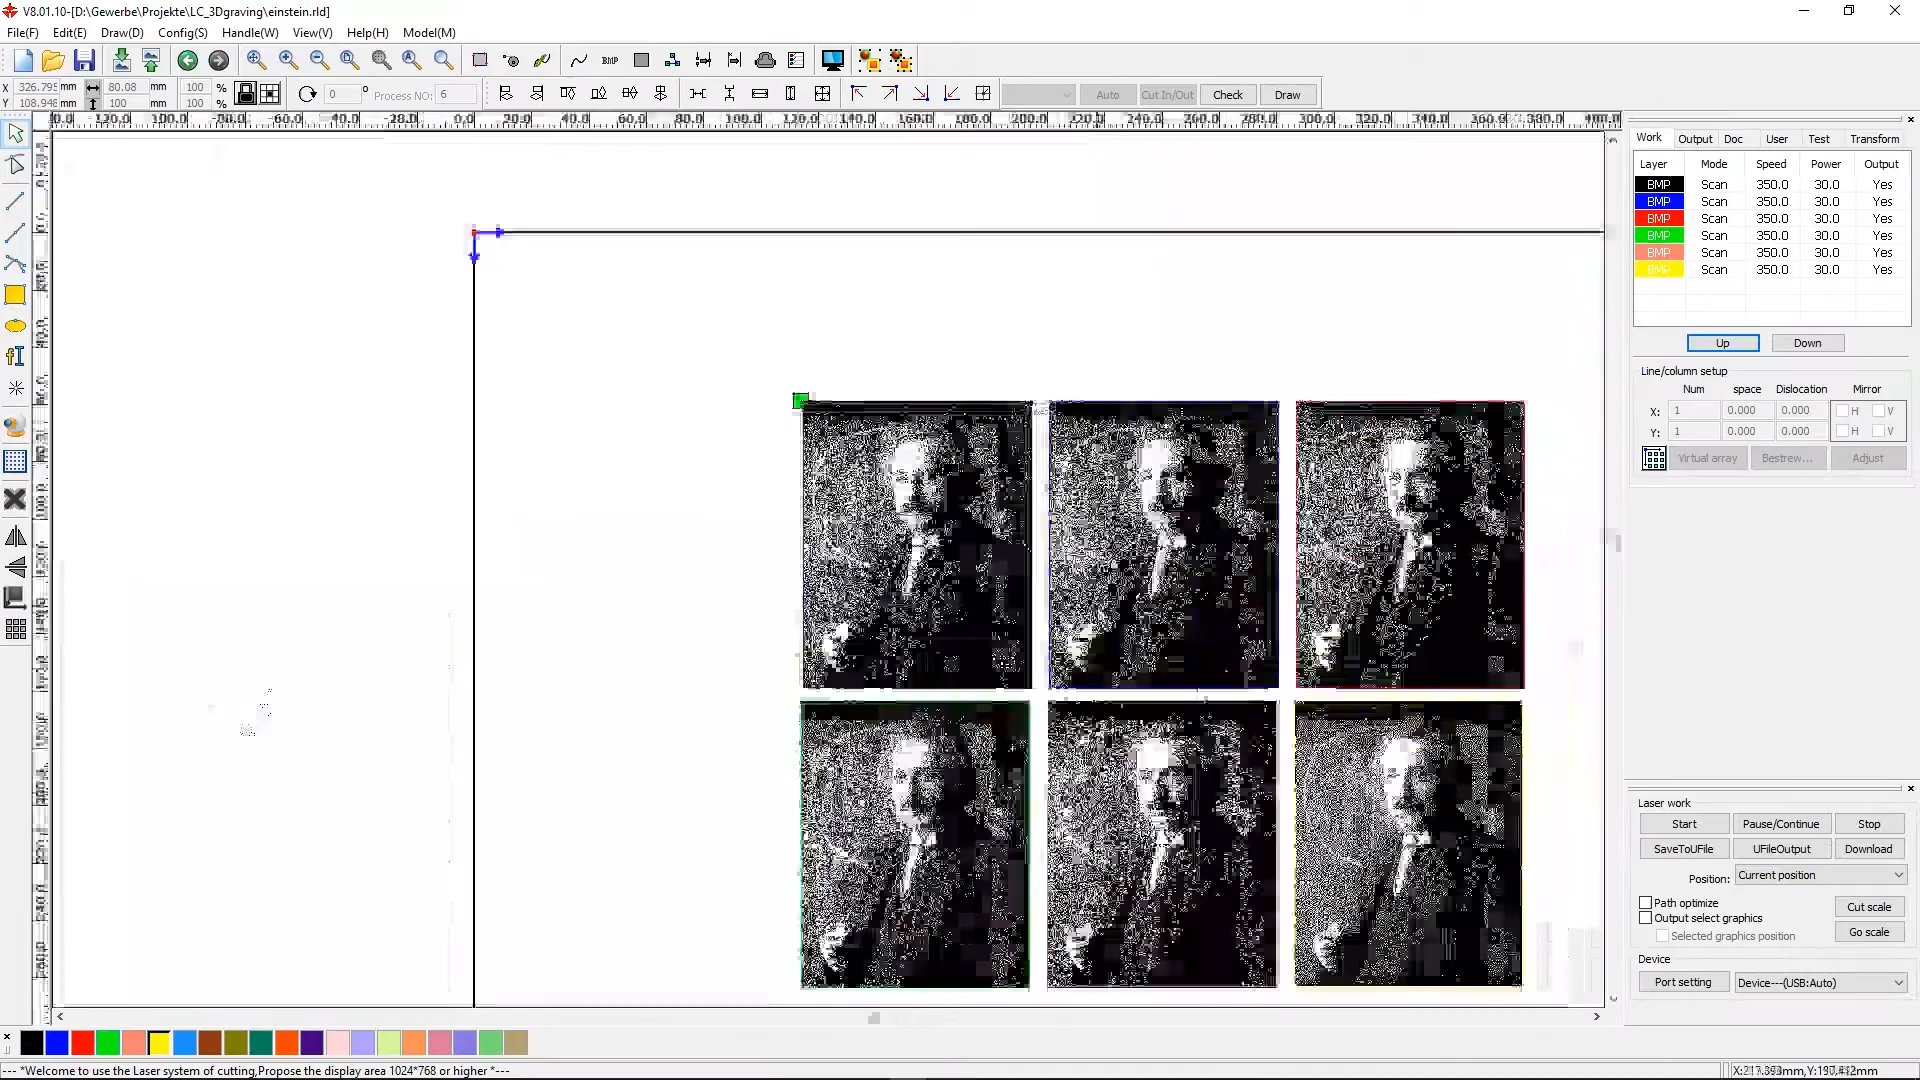 V8.01.10-[D:\Gewerbe\Projekte\LC_3Dgraving\einstein.rld]
File(F) Edit(E) Draw(D) Config(S) Handle(W) View(V) Help(H) Model(M)
BMP
X 326.795 mm 80.08 mm 100 %
Y 108.948 mm 100 mm 100 %
0 ° Process NO: 6
Auto Cut In/Out Check Draw
Work Output Doc User Test Transform
Layer Mode Speed Power Output
BMP Scan 350.0 30.0 Yes
BMP Scan 350.0 30.0 Yes
BMP Scan 350.0 30.0 Yes
BMP Scan 350.0 30.0 Yes
BMP Scan 350.0 30.0 Yes
BMP Scan 350.0 30.0 Yes
Up Down
Line/column setup
Num space Dislocation Mirror
X: 1 0.000 0.000 H V
Y: 1 0.000 0.000 H V
Virtual array Bestrew... Adjust
Laser work
Start Pause/Continue Stop
SaveToUFile UFileOutput Download
Position: Current position
Path optimize
Cut scale
Output select graphics
Selected graphics position
Go scale
Device
Port setting Device---(USB:Auto)
--- *Welcome to use the Laser system of cutting,Propose the display area 1024*768 or higher *---